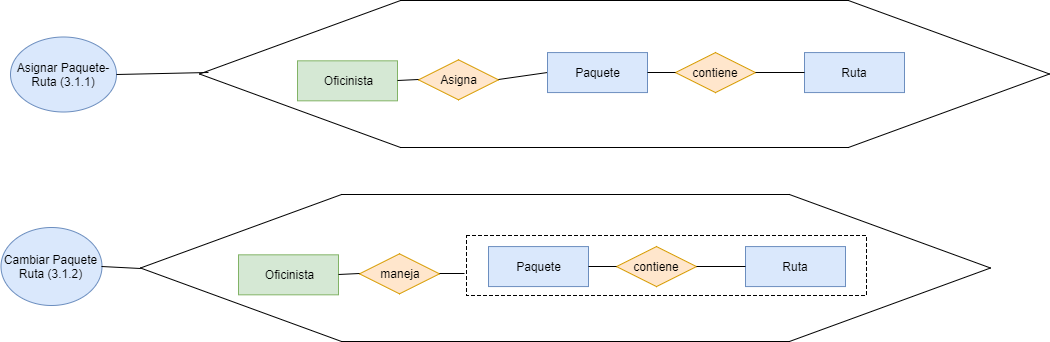 Asignar Paquete-
Ruta (3.1.1)
Oficinista
Asigna
Paquete
contiene
Ruta
Cambiar Paquete
Ruta (3.1.2)
Oficinista
maneja
Paquete
contiene
Ruta